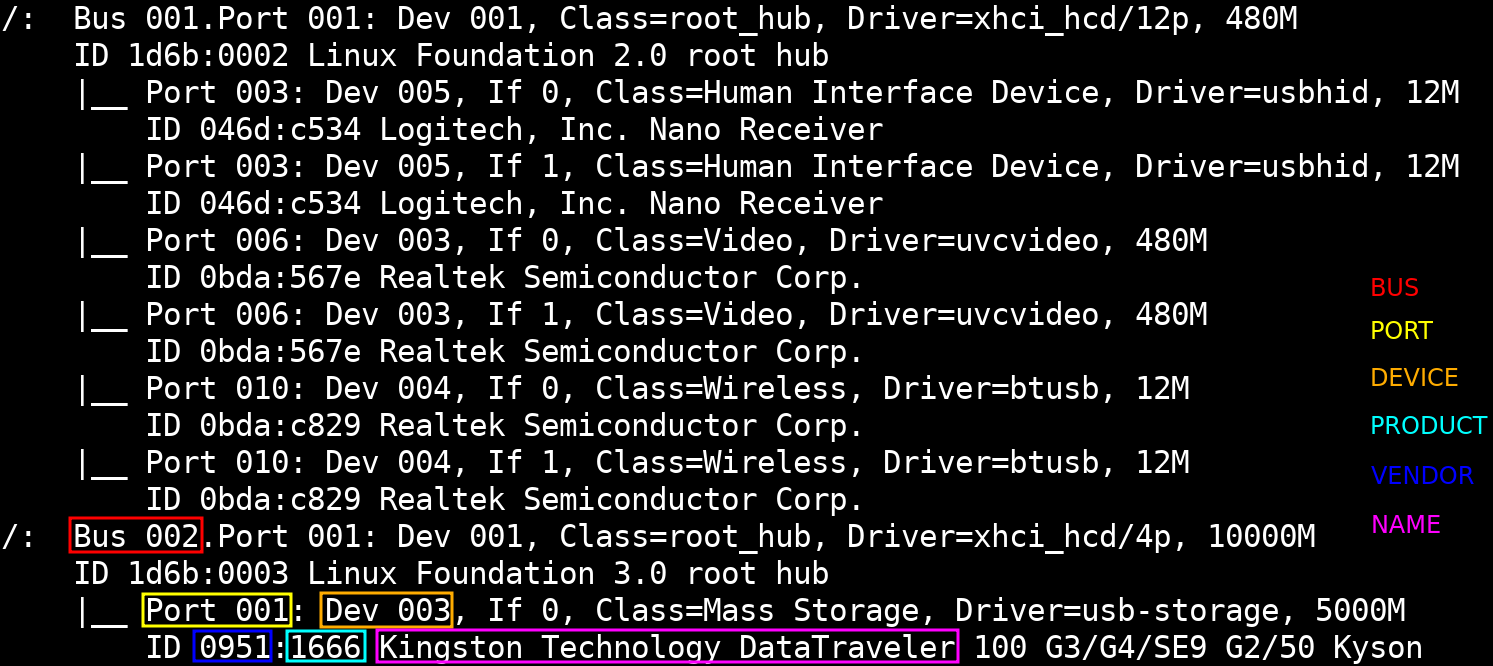 /:  Bus 001.Port 001: Dev 001, Class=root_hub, Driver=xhci_hcd/12p, 480M
    ID 1d6b:0002 Linux Foundation 2.0 root hub
    |__ Port 003: Dev 005, If 0, Class=Human Interface Device, Driver=usbhid, 12M
        ID 046d:c534 Logitech, Inc. Nano Receiver
    |__ Port 003: Dev 005, If 1, Class=Human Interface Device, Driver=usbhid, 12M
        ID 046d:c534 Logitech, Inc. Nano Receiver
    |__ Port 006: Dev 003, If 0, Class=Video, Driver=uvcvideo, 480M
        ID 0bda:567e Realtek Semiconductor Corp.
    |__ Port 006: Dev 003, If 1, Class=Video, Driver=uvcvideo, 480M
        ID 0bda:567e Realtek Semiconductor Corp.
    |__ Port 010: Dev 004, If 0, Class=Wireless, Driver=btusb, 12M
        ID 0bda:c829 Realtek Semiconductor Corp.
    |__ Port 010: Dev 004, If 1, Class=Wireless, Driver=btusb, 12M
        ID 0bda:c829 Realtek Semiconductor Corp.
/:  Bus 002.Port 001: Dev 001, Class=root_hub, Driver=xhci_hcd/4p, 10000M
    ID 1d6b:0003 Linux Foundation 3.0 root hub
    |__ Port 001: Dev 003, If 0, Class=Mass Storage, Driver=usb-storage, 5000M
        ID 0951:1666 Kingston Technology DataTraveler 100 G3/G4/SE9 G2/50 Kyson
BUS
PORT
DEVICE
PRODUCT
VENDOR
NAME